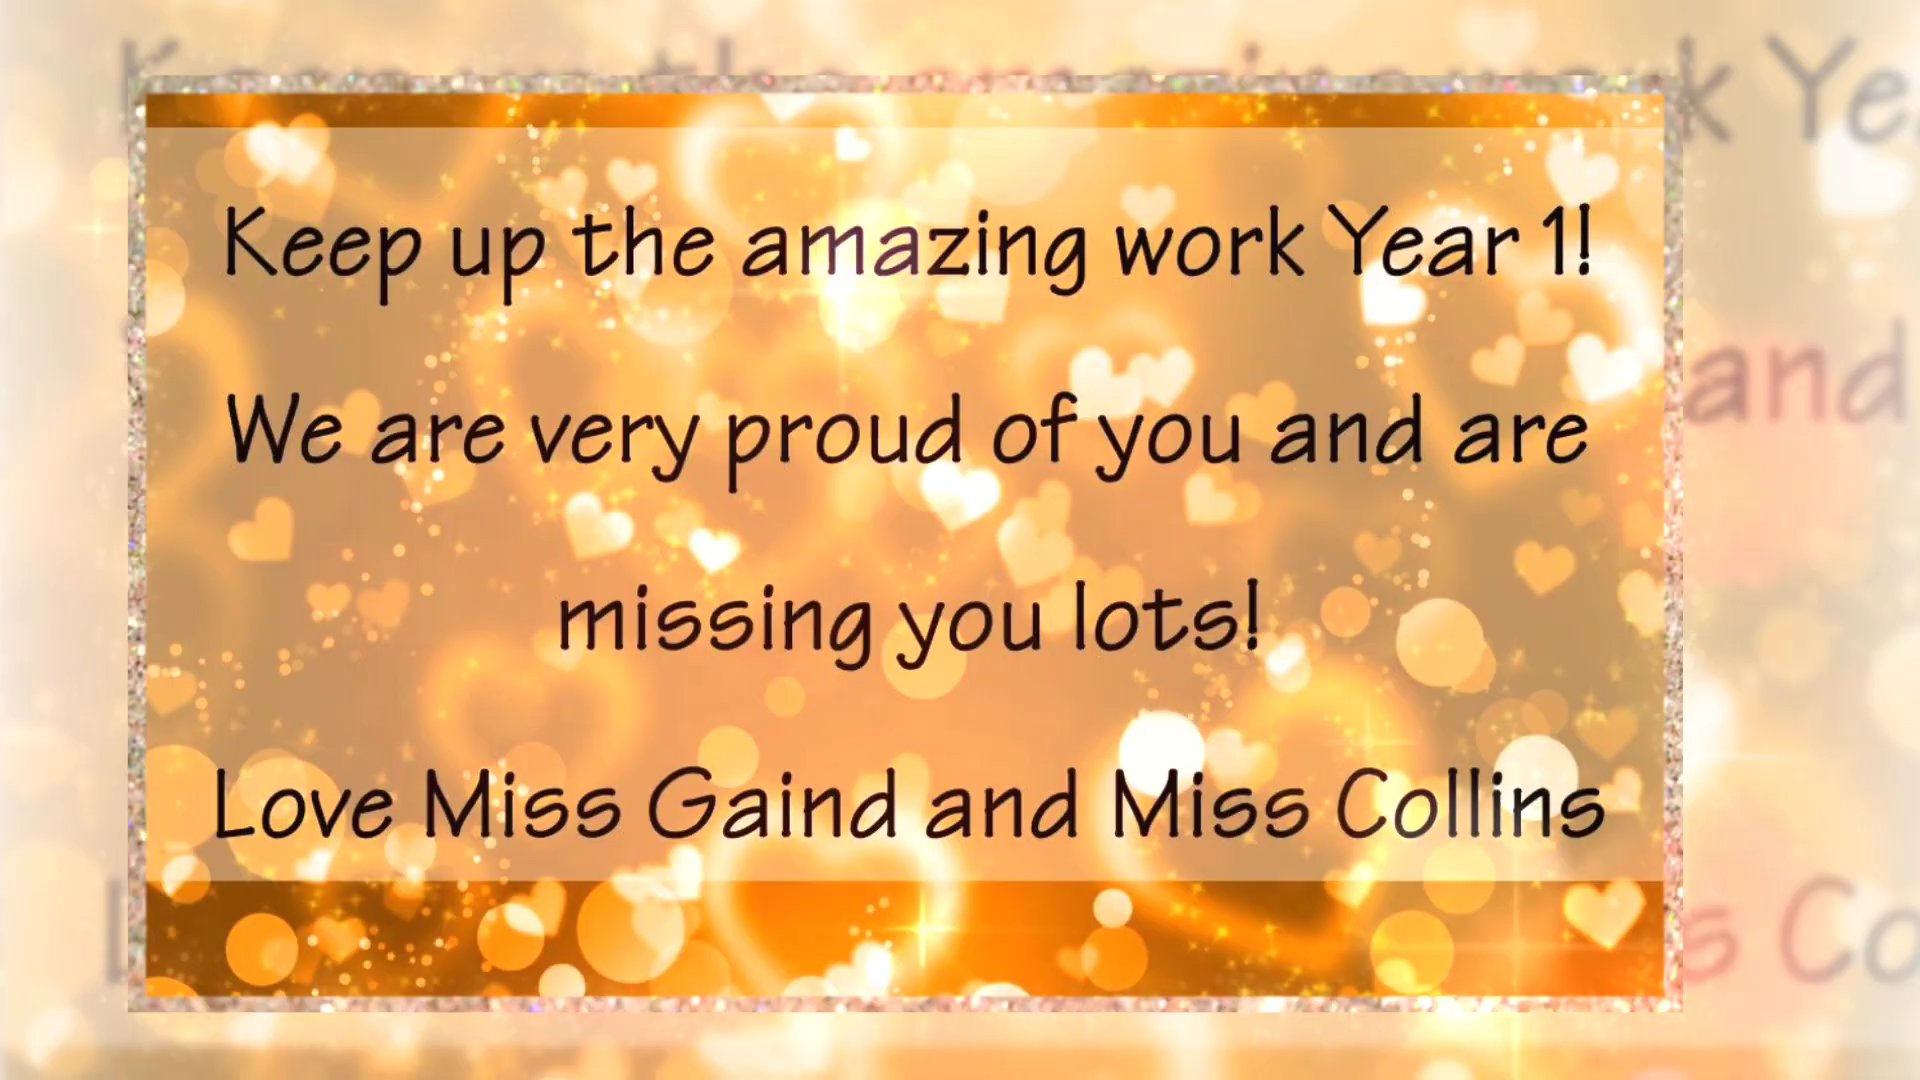 Keep up the amazing work Year 1!
We are very proud of you and are
missing you lots!
Love Miss Gaind and Miss Collins